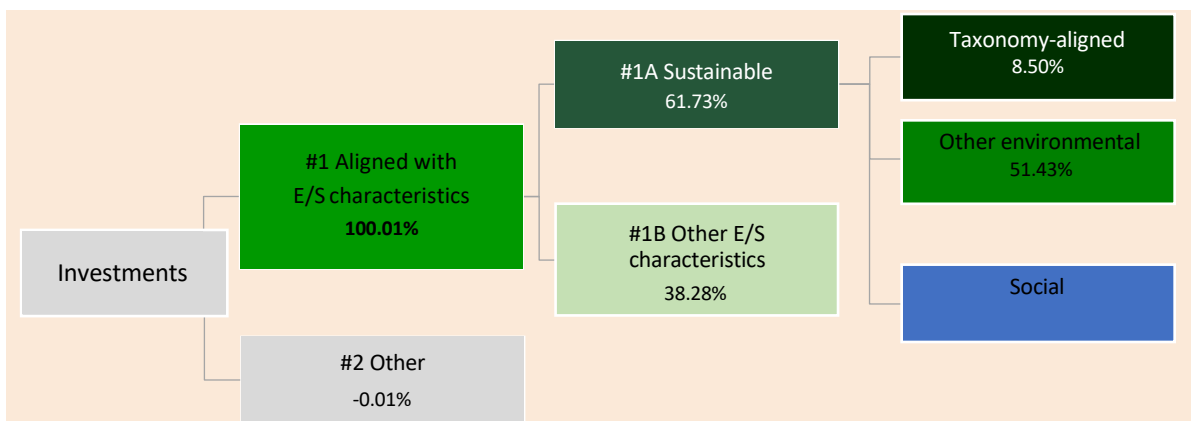 Investments
#1 Aligned with
E/S characteristics
100.01%
#2 Other
-0.01%
#1A Sustainable
61.73%
#1B Other E/S
characteristics
38.28%
Taxonomy-aligned
8.50%
Other environmental
51.43%
Social